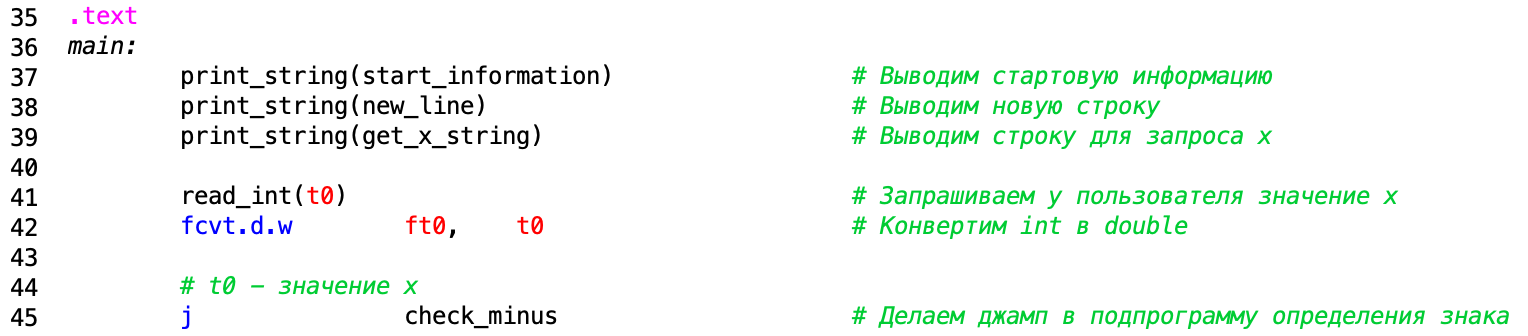 35 .text
36 main:
37 print_string(start_information) # Выводим стартовую информацию
38 print_string(new_line) # Выводим новую строку
39 print_string(get_x_string) # Выводим строку для запроса x
40
41 read_int(t0) # Запрашиваем у пользователя значение x
42 fcvt.d.w ft0, t0 # Конвертим int в double
43
44 # t0 - значение x
45 j check_minus # Делаем джамп в подпрограмму определения знака